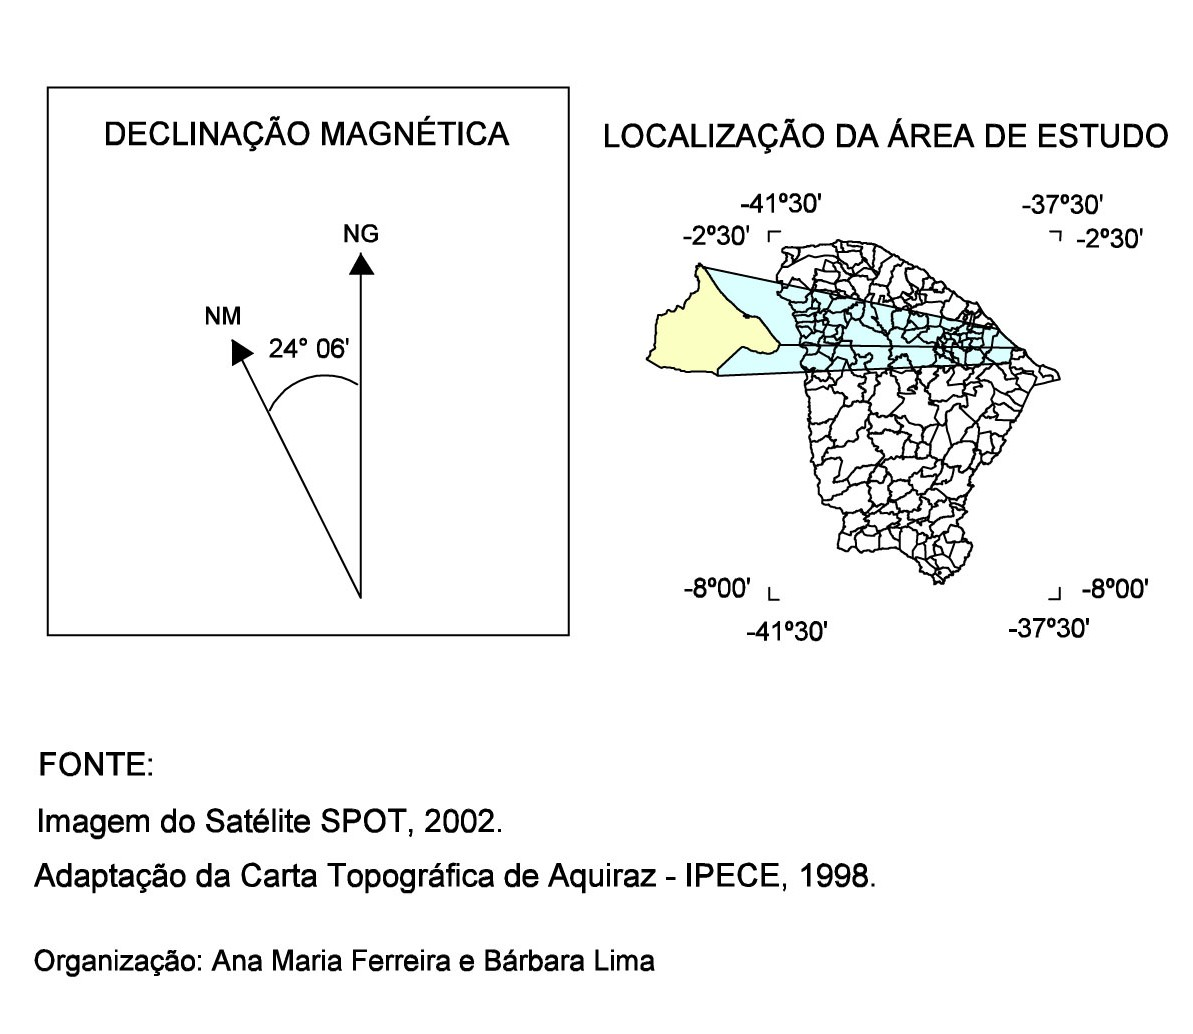 DECLINAÇÃO MAGNÉTICA
NG
NM
24° 06'
LOCALIZAÇÃO DA ÁREA DE ESTUDO
-41º30'
-37º30'
-2º30'
-2º30'
-8º00'
-8º00'
-41º30'
-37º30'
FONTE:
Imagem do Satélite SPOT, 2002.
Adaptação da Carta Topográfica de Aquiraz - IPECE, 1998.
Organização: Ana Maria Ferreira e Bárbara Lima